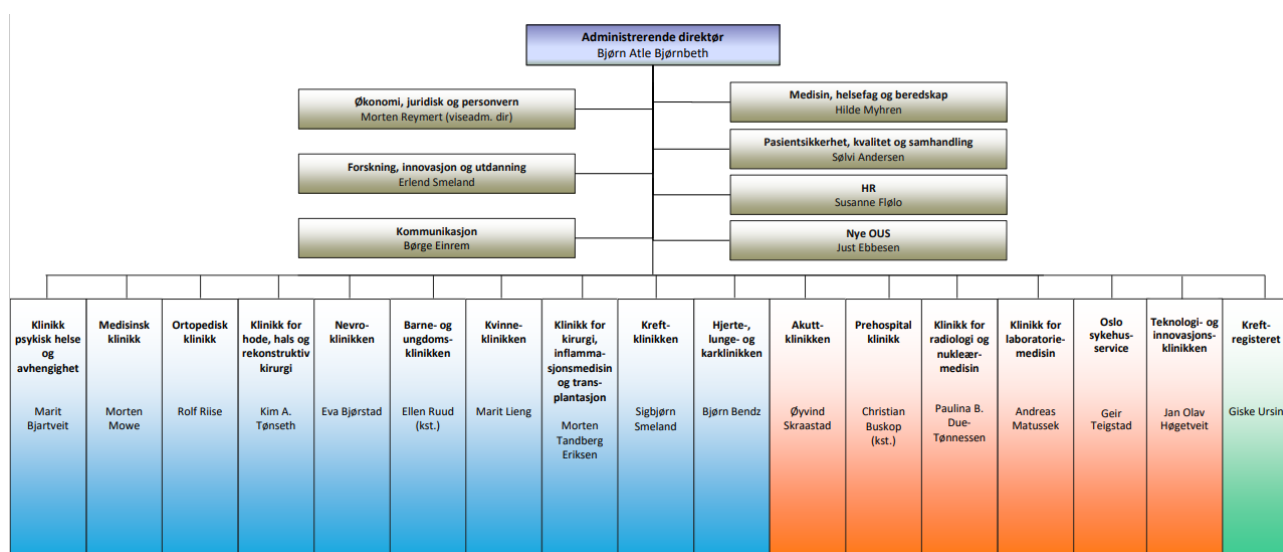 Administrerende direktør
Bjørn Atle Bjørnbeth
Økonomi, juridisk og personvern
Morten Reymert (viseadm. dir)
Medisin, helsefag og beredskap
Hilde Myhren
Pasientsikkerhet, kvalitet og samhandling
Sølvi Andersen
Forskning, innovasjon og utdanning
Erlend Smeland
HR
Susanne Flølo
Kommunikasjon
Børge Einrem
Nye OUS
Just Ebbesen
Klinikk
psykisk helse
og
avhengighet
Marit
Bjartveit
Medisinsk
klinikk
Morten
Mowe
Ortopedisk
klinikk
Rolf Riise
Klinikk for
hode, hals og
rekonstruktiv
kirurgi
Kim A.
Tønseth
Nevro-
klinikken
Eva Bjørstad
Barne- og
ungdoms-
klinikken
Ellen Ruud
(kst.)
Kvinne-
klinikken
Marit Lieng
Klinikk for
kirurgi,
inflamma-
sjonsmedisin
og trans-
plantasjon
Morten
Tandberg
Eriksen
Kreft-
klinikken
Sigbjørn
Smeland
Hjerte-,
lunge- og
karklinikken
Bjørn Bendz
Akutt-
klinikken
Øyvind
Skraastad
Prehospital
klinikk
Christian
Buskop
(kst.)
Klinikk for
radiologi og
nukleær-
medisin
Paulina B.
Due-
Tønnessen
Klinikk for
laboratorie-
medisin
Andreas
Matussek
Oslo
sykehus-
service
Geir
Teigstad
Teknologi- og
innovasjons-
klinikken
Jan Olav
Høgetveit
Kreft-
registeret
Giske Ursin